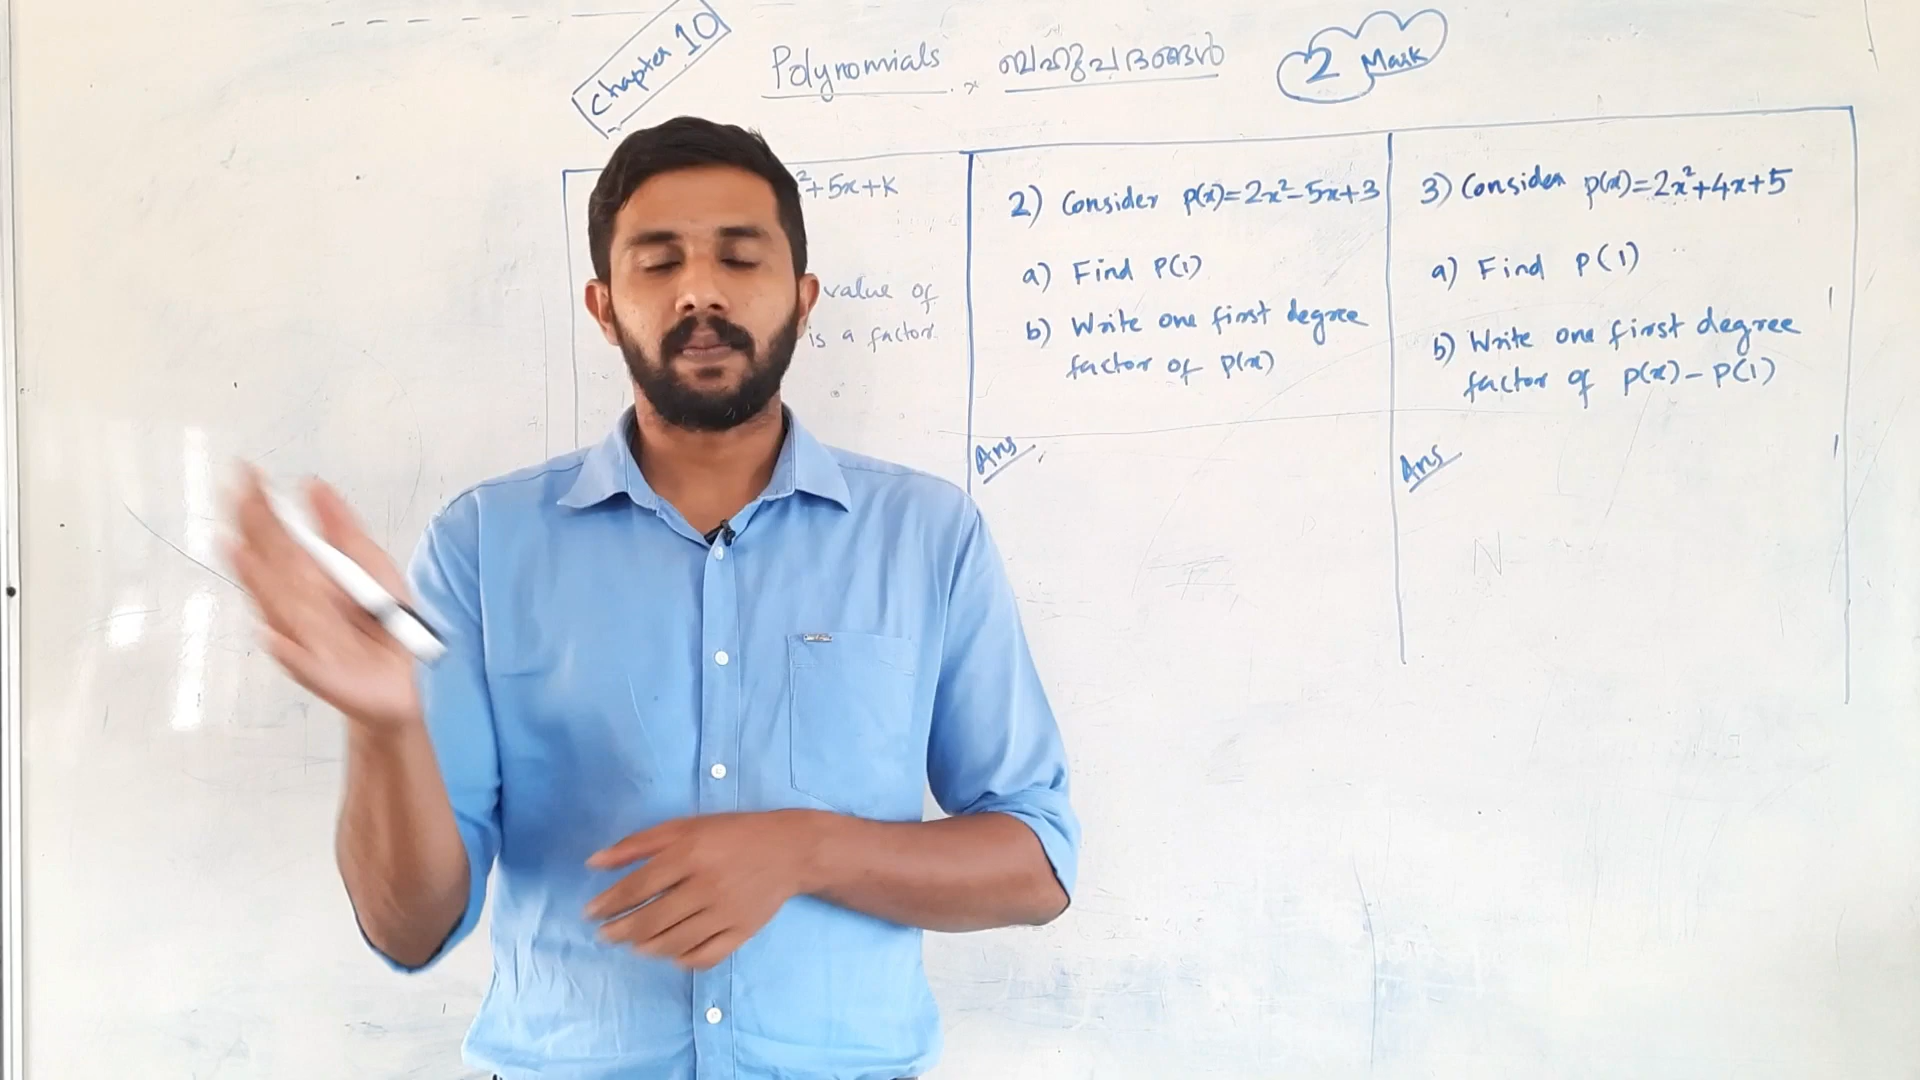 Chapter 10
Polynomials ബഹുപദങ്ങൾ
2 Mark
²+5x+k
value of
is a factor.
2) Consider p(x)=2x²-5x+3
a) Find P(1)
b) Write one first degree
factor of p(x)
Ans
3) Consider p(x)=2x²+4x+5
a) Find P(1)
b) Write one first degree
factor of p(x)-P(1)
Ans
N